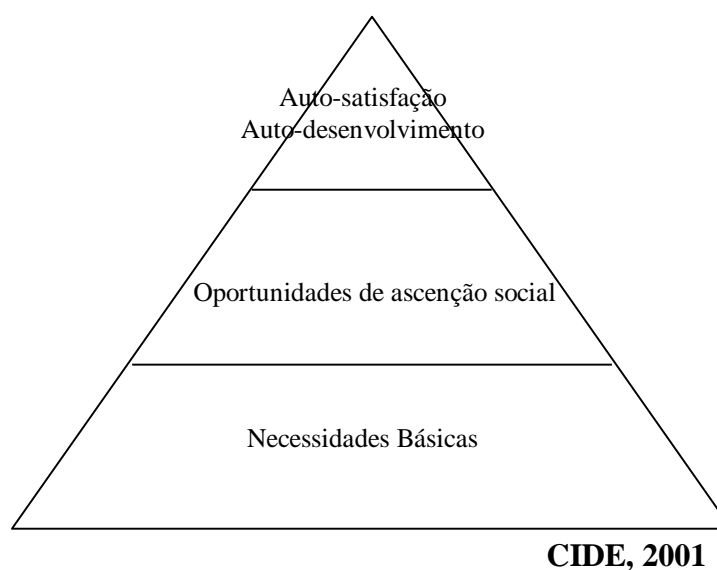 Auto-satisfação
Auto-desenvolvimento
Oportunidades de ascenção social
Necessidades Básicas
CIDE, 2001